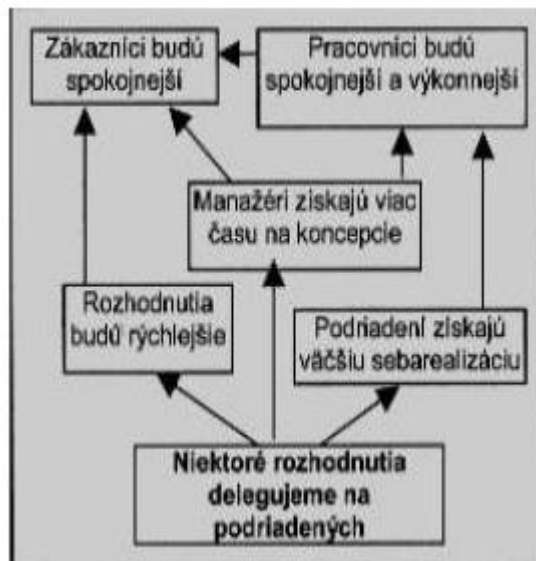 Zákazníci budú
spokojnejší
Pracovníci budú
spokojnejší a výkonnejší
Manažéri získajú viac
času na koncepcie
Rozhodnutia
budú rýchlejšie
Podriadení získajú
väčšiu sebarealizáciu
Niektoré rozhodnutia
delegujeme na
podriadených